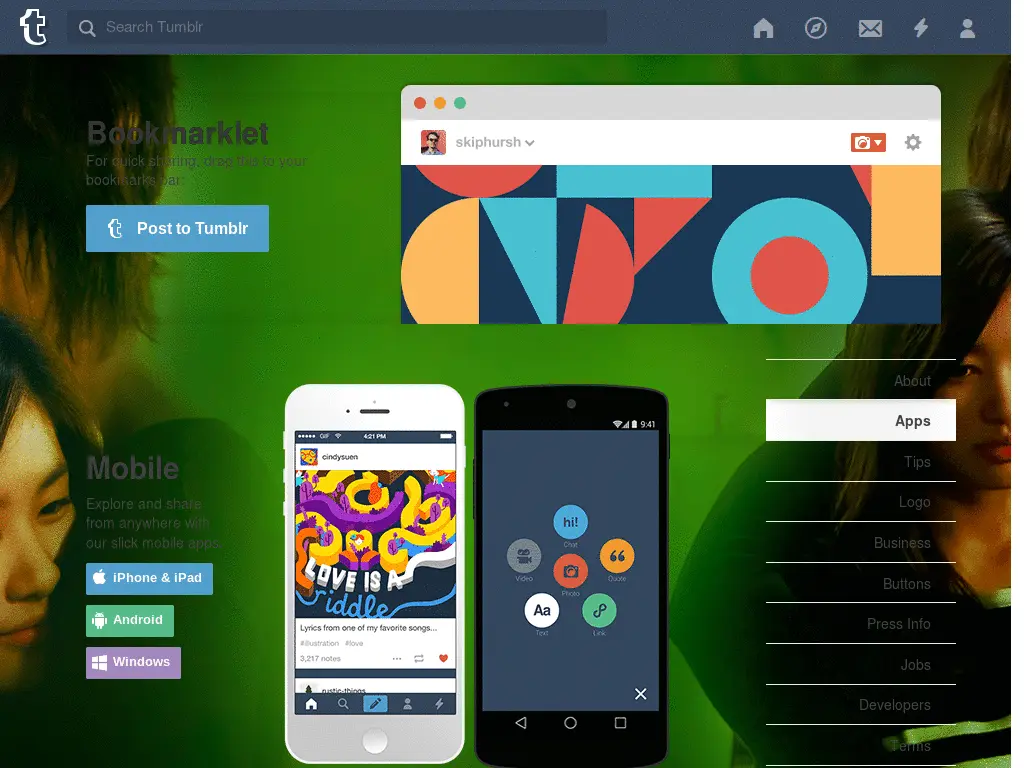 Search Tumblr
Bookmarklet
For quick sharing, drag this to your
bookmarks bar:
Post to Tumblr
skiphursh
Mobile
Explore and share
from anywhere with
our slick mobile apps.
iPhone & iPad
Android
Windows
GIF
4:21 PM
cindysuen
LOVE IS A
riddle
Lyrics from one of my favorite songs...
#illustration #love
3,217 notes
rustic-things
9:41
hi!
Chat
Video
Photo
Quote
Aa
Text
Link
About
Apps
Tips
Logo
Business
Buttons
Press Info
Jobs
Developers
Terms